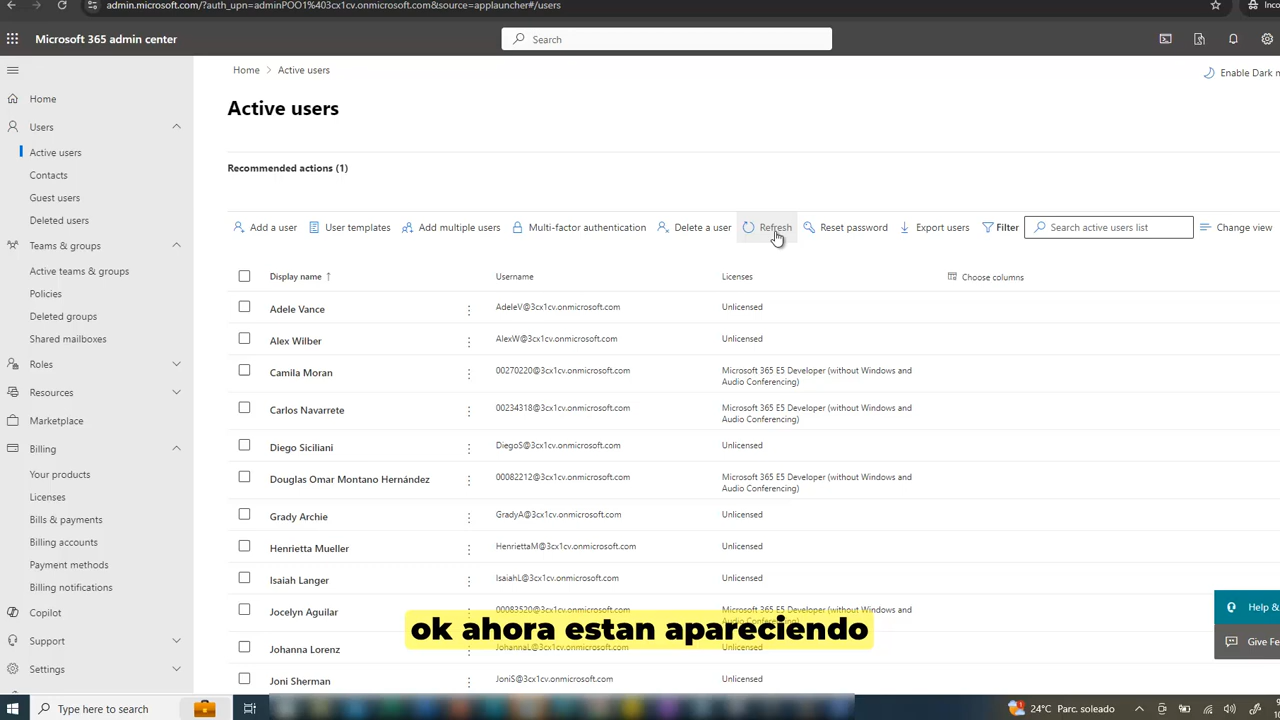 admin.microsoft.com/?auth_upn=adminPOO1%403cx1cv.onmicrosoft.com&source=applauncher#/users
Inco
Microsoft 365 admin center
Search
Home > Active users
Enable Dark m
Active users
Recommended actions (1)
Add a user
User templates
Add multiple users
Multi-factor authentication
Delete a user
Refresh
Reset password
Export users
Filter
Search active users list
Change view
Home
Users
Active users
Contacts
Guest users
Deleted users
Teams & groups
Active teams & groups
Policies
Deleted groups
Shared mailboxes
Roles
Resources
Marketplace
Billing
Your products
Licenses
Bills & payments
Billing accounts
Payment methods
Billing notifications
Copilot
Support
Settings
Display name ↑ Username Licenses Choose columns
Adele Vance AdeleV@3cx1cv.onmicrosoft.com Unlicensed
Alex Wilber AlexW@3cx1cv.onmicrosoft.com Unlicensed
Camila Moran 00270220@3cx1cv.onmicrosoft.com Microsoft 365 E5 Developer (without Windows and
Audio Conferencing)
Carlos Navarrete 00234318@3cx1cv.onmicrosoft.com Microsoft 365 E5 Developer (without Windows and
Audio Conferencing)
Diego Siciliani DiegoS@3cx1cv.onmicrosoft.com Unlicensed
Douglas Omar Montano Hernández 00082212@3cx1cv.onmicrosoft.com Microsoft 365 E5 Developer (without Windows and
Audio Conferencing)
Grady Archie GradyA@3cx1cv.onmicrosoft.com Unlicensed
Henrietta Mueller HenriettaM@3cx1cv.onmicrosoft.com Unlicensed
Isaiah Langer IsaiahL@3cx1cv.onmicrosoft.com Unlicensed
Jocelyn Aguilar 00083520@3cx1cv.onmicrosoft.com Microsoft 365 E5 Developer (without Windows and
Audio Conferencing)
Johanna Lorenz JohannaL@3cx1cv.onmicrosoft.com Unlicensed
Joni Sherman JoniS@3cx1cv.onmicrosoft.com Unlicensed
ok ahora estan apareciendo
Help &
Give Fe
Type here to search
24°C Parc. soleado